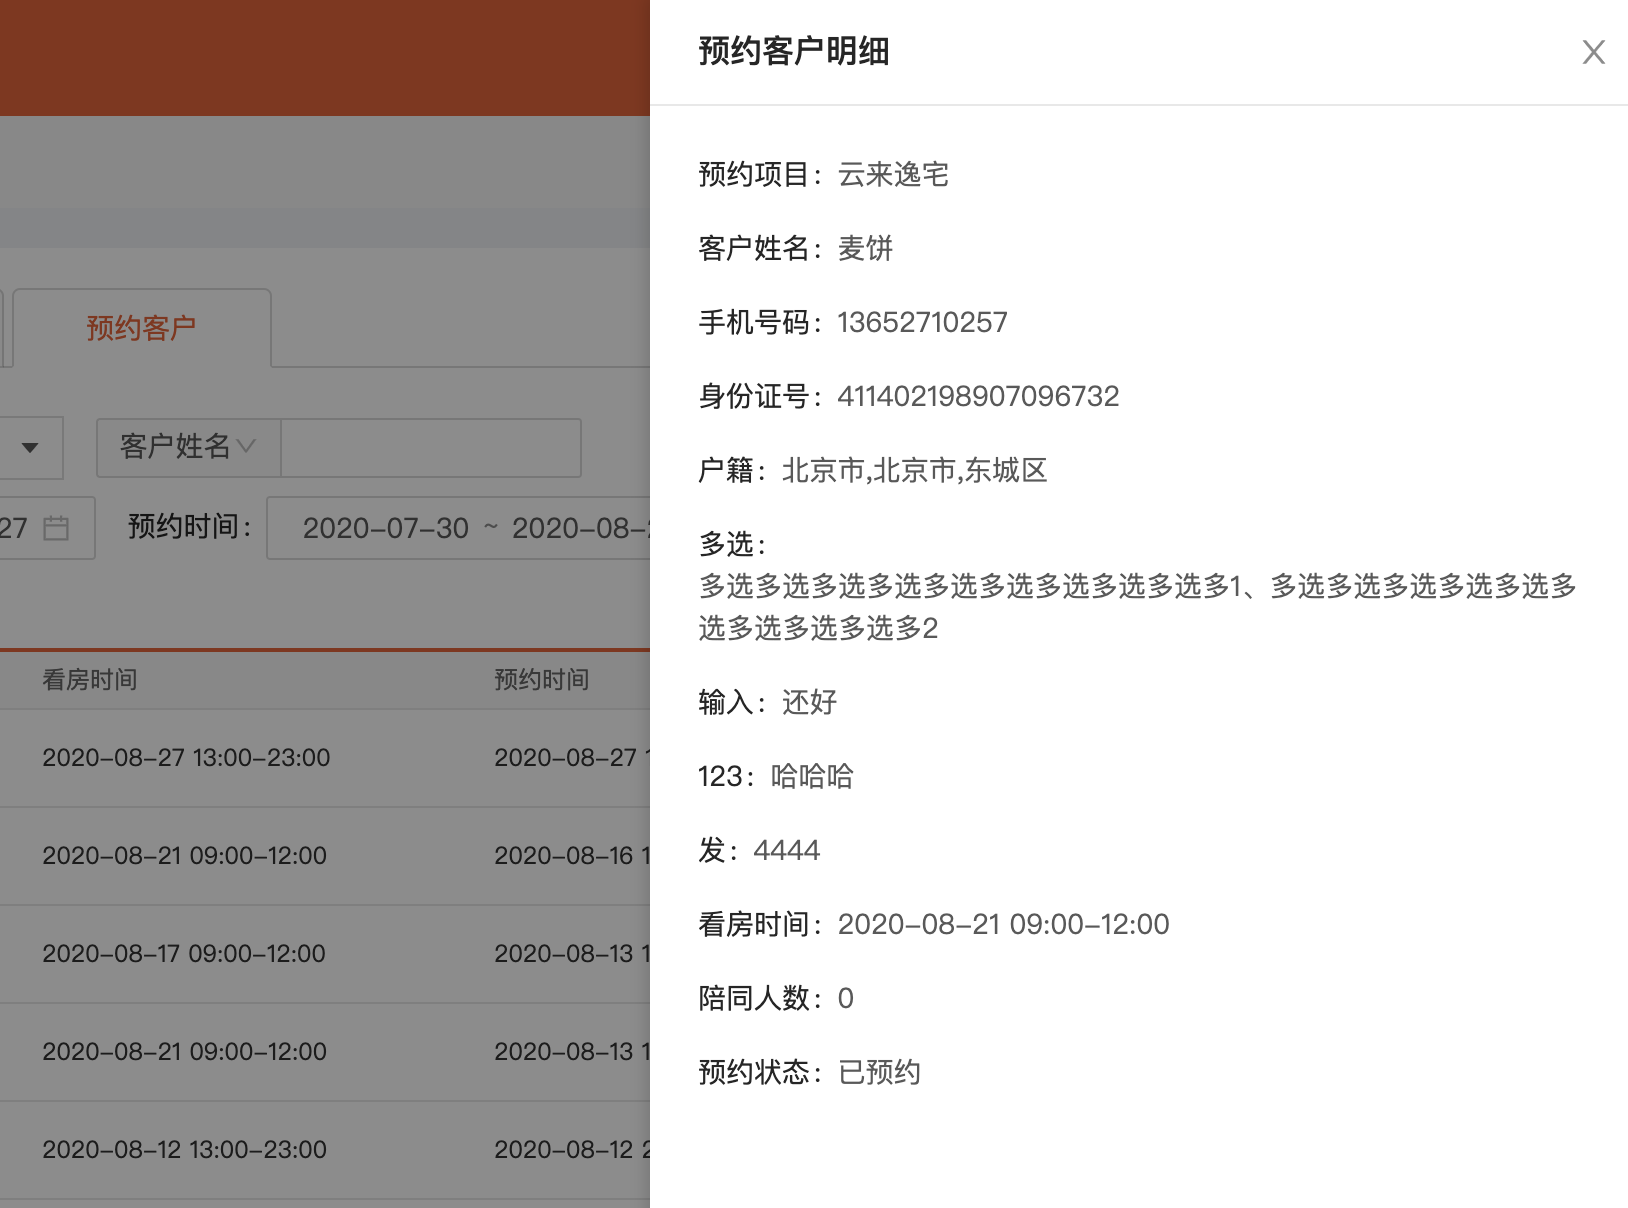 预约客户
客户姓名
27
预约时间：
2020-07-30 ~ 2020-08-
看房时间 预约时间
2020-08-27 13:00-23:00 2020-08-27
2020-08-21 09:00-12:00 2020-08-16 1
2020-08-17 09:00-12:00 2020-08-13 1
2020-08-21 09:00-12:00 2020-08-13 1
2020-08-12 13:00-23:00 2020-08-12 2
预约客户明细
预约项目：云来逸宅
客户姓名：麦饼
手机号码：13652710257
身份证号：411402198907096732
户籍：北京市,北京市,东城区
多选：
多选多选多选多选多选多选多选多选多选多1、多选多选多选多选多选多
选多选多选多选多2
输入：还好
123：哈哈哈
发：4444
看房时间：2020-08-21 09:00-12:00
陪同人数：0
预约状态：已预约